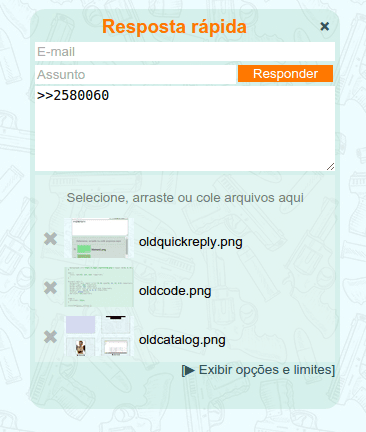 Resposta rápida ×
E-mail
Assunto Responder
>>2580060
Selecione, arraste ou cole arquivos aqui
✖ oldquickreply.png
✖ oldcode.png
✖ oldcatalog.png
[▶ Exibir opções e limites]